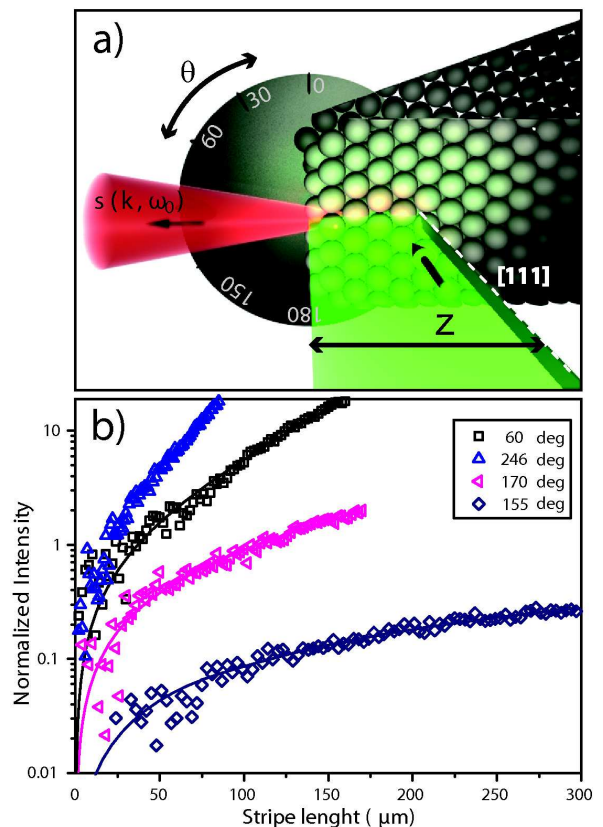 a)
θ
0
30
60
s(k, ω₀)
150
180
[111]
Z
b)
60 deg
246 deg
170 deg
155 deg
10
1
0.1
0.01
Normalized Intensity
0 50 100 150 200 250 300
Stripe lenght ( μm)